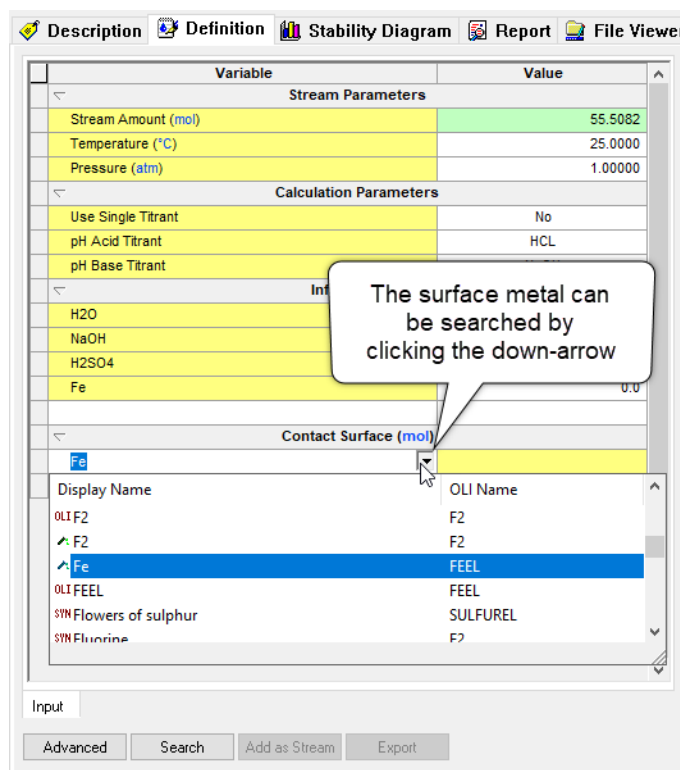 Description Definition Stability Diagram Report File Viewe
Variable Value
Stream Parameters
Stream Amount (mol) 55.5082
Temperature (°C) 25.0000
Pressure (atm) 1.00000
Calculation Parameters
Use Single Titrant No
pH Acid Titrant HCL
pH Base Titrant
H2O
NaOH
H2SO4
Fe 0.0
The surface metal can
be searched by
clicking the down-arrow
Contact Surface (mol)
Fe
Display Name OLI Name
OLI F2 F2
F2 F2
Fe FEEL
OLI FEEL FEEL
SYN Flowers of sulphur SULFUREL
SYN Fluorine F2
Input
Advanced Search Add as Stream Export